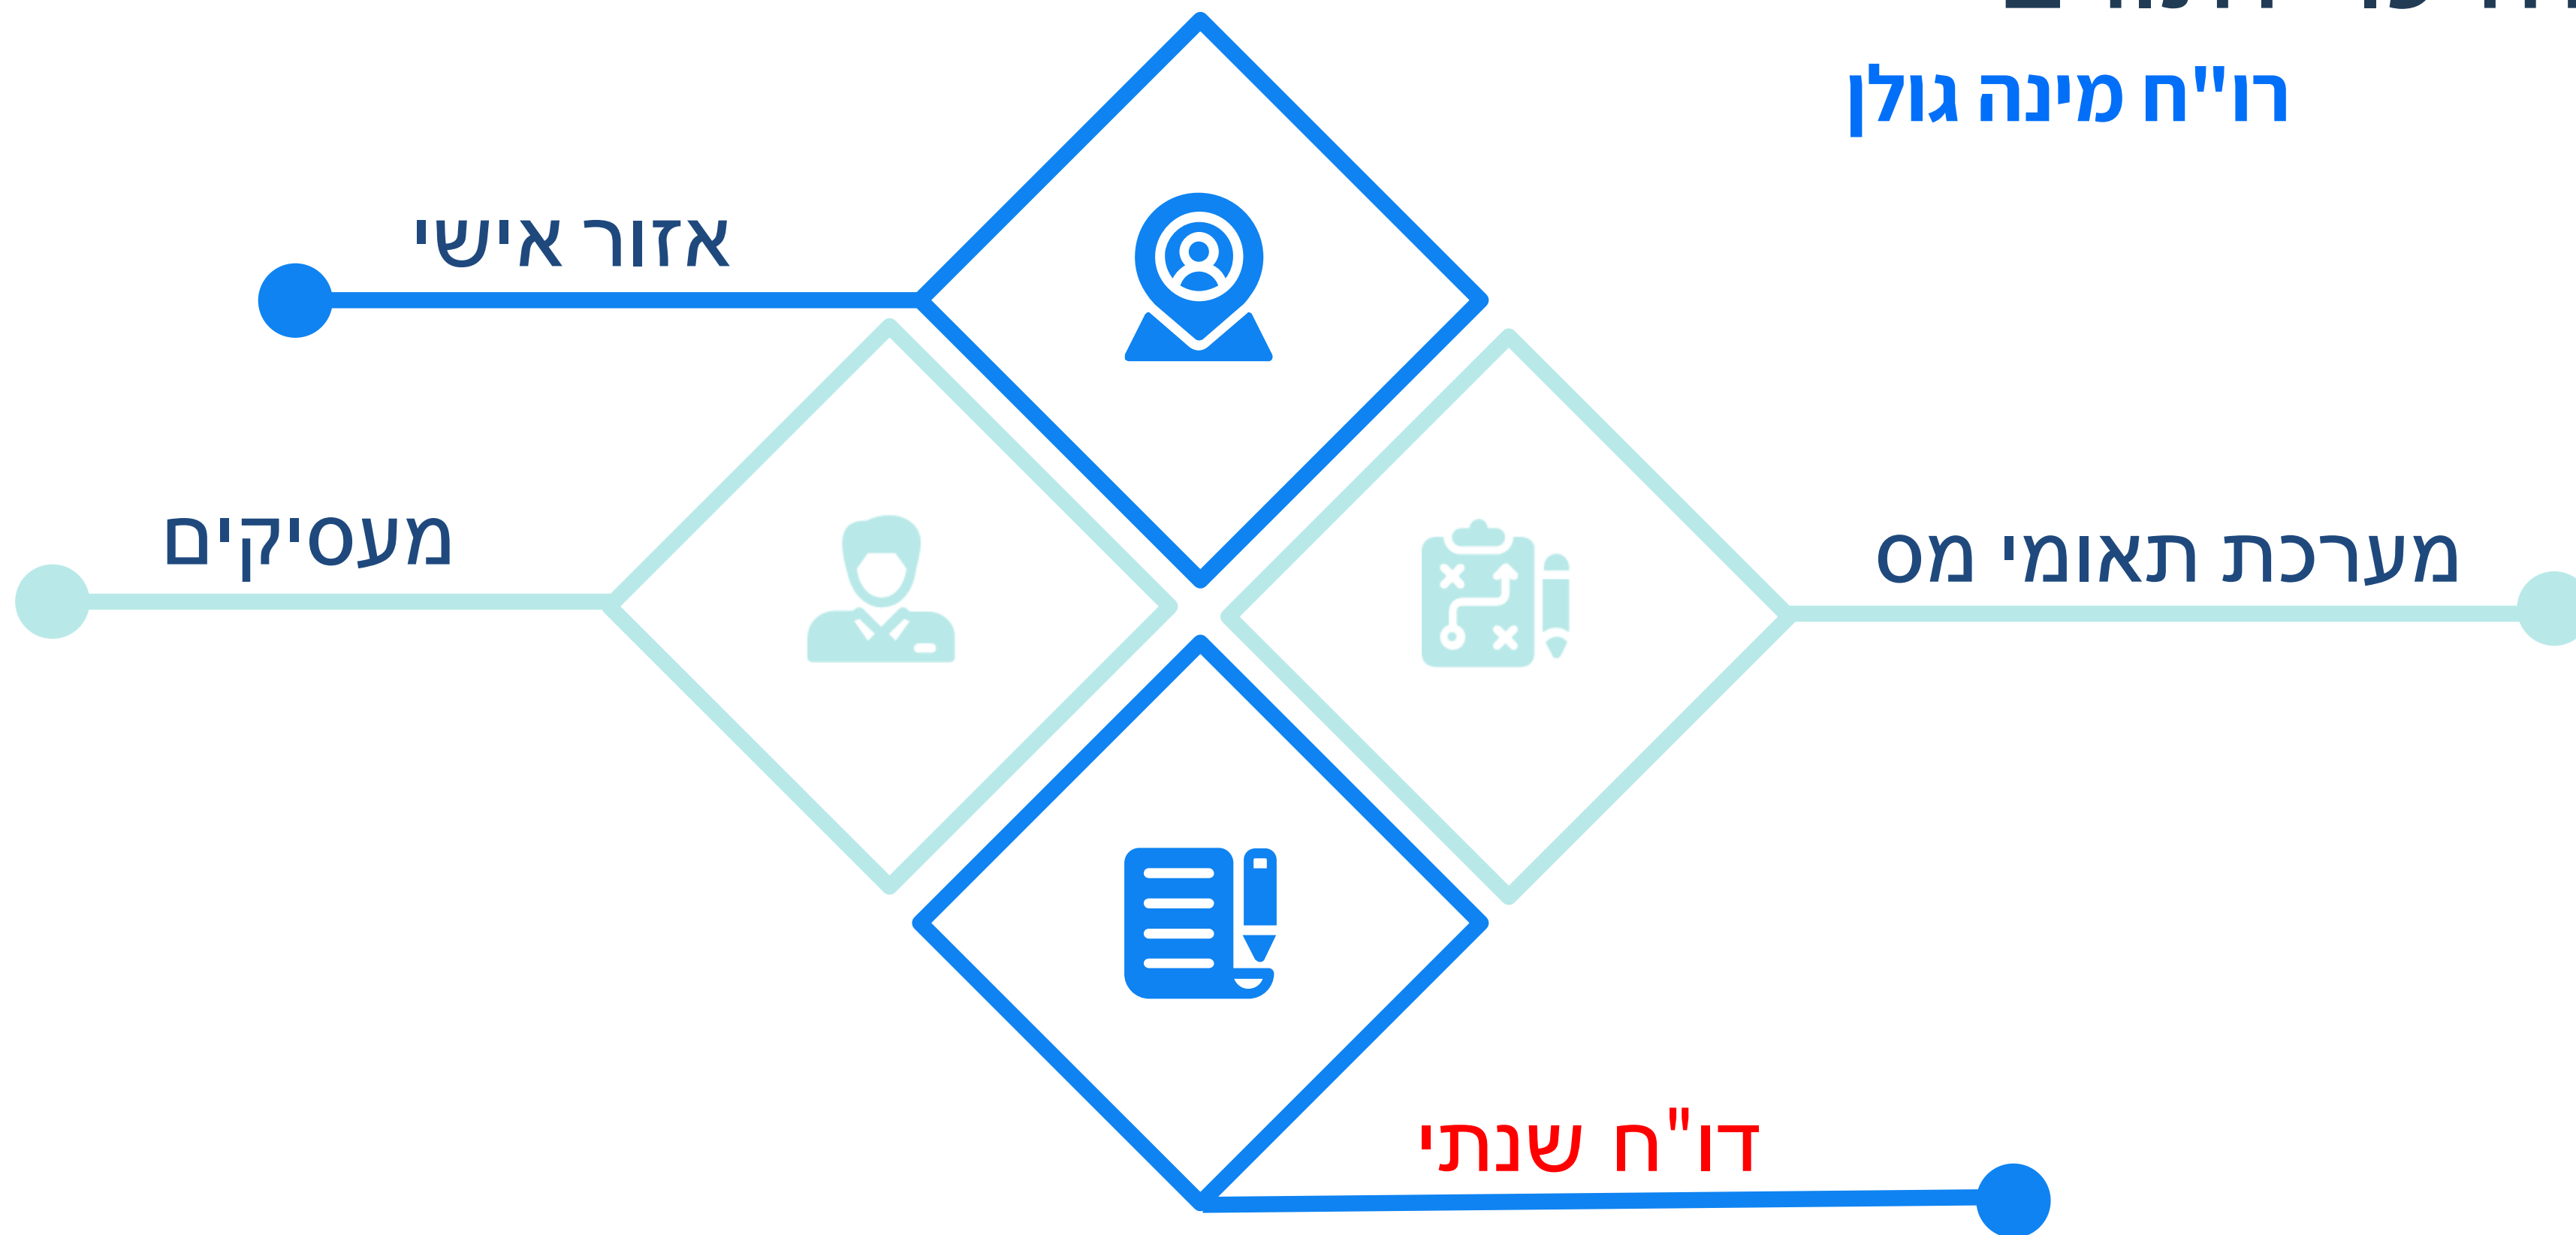 רו"ח מינה גולן
אזור אישי
מעסיקים
מערכת תאומי מס
דו"ח שנתי